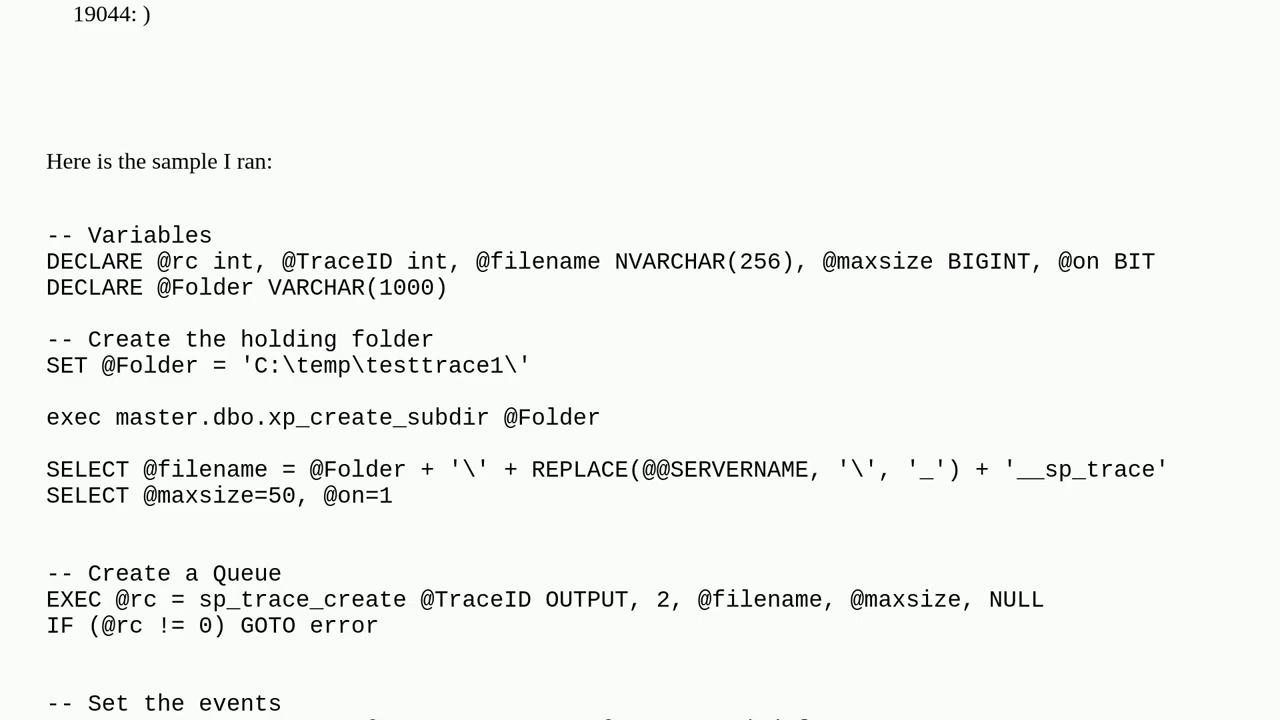 19044: )
Here is the sample I ran:
-- Variables
DECLARE @rc int, @TraceID int, @filename NVARCHAR(256), @maxsize BIGINT, @on BIT
DECLARE @Folder VARCHAR(1000)
-- Create the holding folder
SET @Folder = 'C:\temp\testtrace1\'
exec master.dbo.xp_create_subdir @Folder
SELECT @filename = @Folder + '\' + REPLACE(@@SERVERNAME, '\', '_') + '__sp_trace'
SELECT @maxsize=50, @on=1
-- Create a Queue
EXEC @rc = sp_trace_create @TraceID OUTPUT, 2, @filename, @maxsize, NULL
IF (@rc != 0) GOTO error
-- Set the events